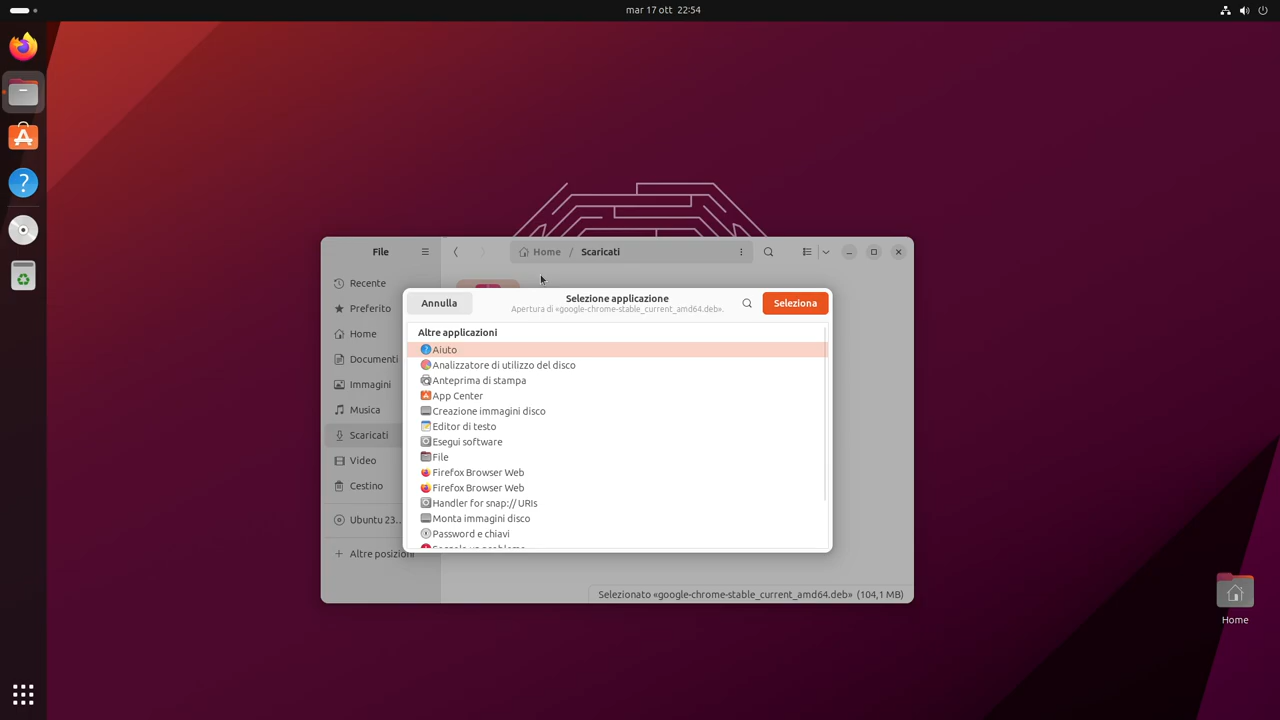 mar 17 ott 22:54
File
Home / Scaricati
Recente
Preferito
Home
Documenti
Immagini
Musica
Scaricati
Video
Cestino
Ubuntu 23...
+ Altre posizioni
Annulla
Selezione applicazione
Apertura di «google-chrome-stable_current_amd64.deb».
Seleziona
Altre applicazioni
Aiuto
Analizzatore di utilizzo del disco
Anteprima di stampa
App Center
Creazione immagini disco
Editor di testo
Esegui software
File
Firefox Browser Web
Firefox Browser Web
Handler for snap:// URIs
Monta immagini disco
Password e chiavi
Selezionato «google-chrome-stable_current_amd64.deb» (104,1 MB)
Home